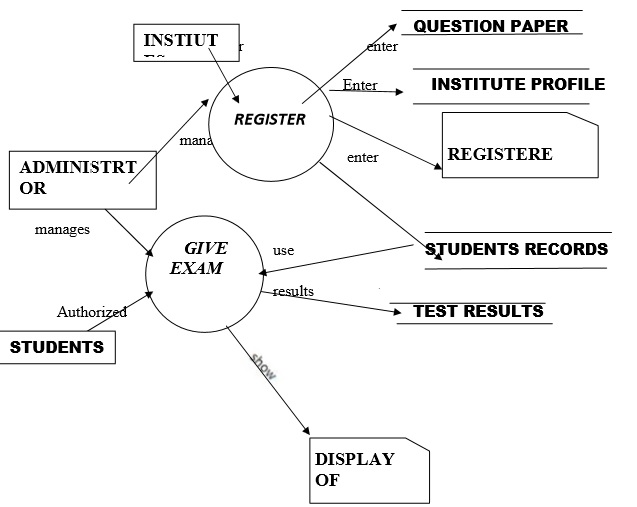 QUESTION PAPER
INSTIUT
r
enter
Enter
INSTITUTE PROFILE
REGISTER
mana
enter
REGISTERE
ADMINISTRT
OR
manages
GIVE
EXAM
use
STUDENTS RECORDS
results
TEST RESULTS
Authorized
STUDENTS
show
DISPLAY
OF